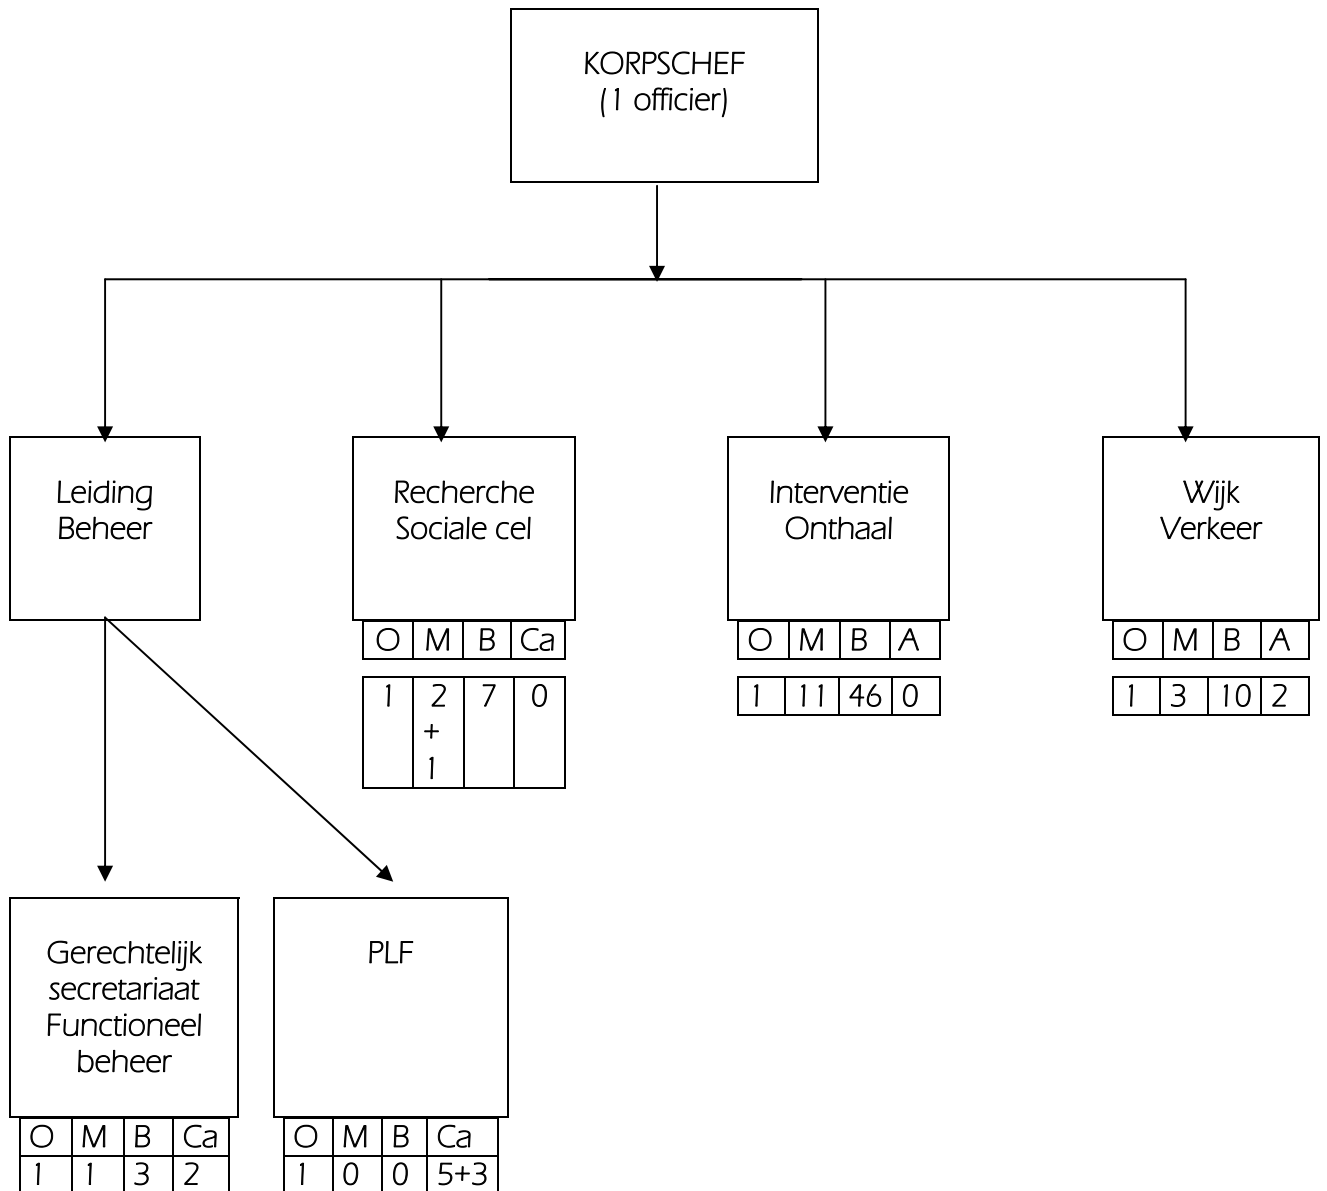 KORPSCHEF
(1 officier)
Leiding
Beheer
Recherche
Sociale cel
O M B Ca
1 2 7 0
+
1
Interventie
Onthaal
O M B A
1 11 46 0
Wijk
Verkeer
O M B A
1 3 10 2
Gerechtelijk
secretariaat
Functioneel
beheer
O M B Ca
1 1 3 2
PLF
O M B Ca
1 0 0 5+3